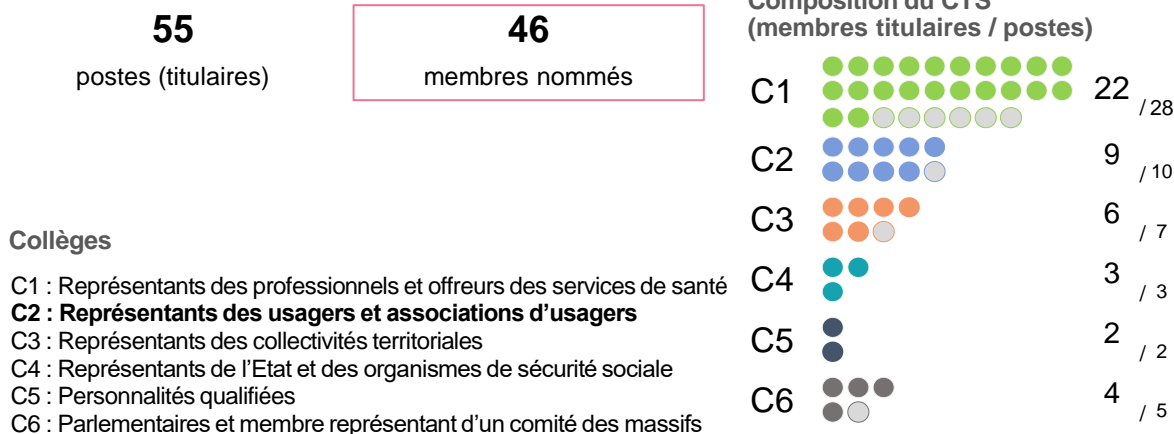 55
postes (titulaires)
46
membres nommés
Composition du CTS
(membres titulaires / postes)
C1
22 / 28
C2
9 / 10
C3
6 / 7
C4
3 / 3
C5
2 / 2
C6
4 / 5
Collèges
C1 : Représentants des professionnels et offreurs des services de santé
C2 : Représentants des usagers et associations d’usagers
C3 : Représentants des collectivités territoriales
C4 : Représentants de l’Etat et des organismes de sécurité sociale
C5 : Personnalités qualifiées
C6 : Parlementaires et membre représentant d’un comité des massifs